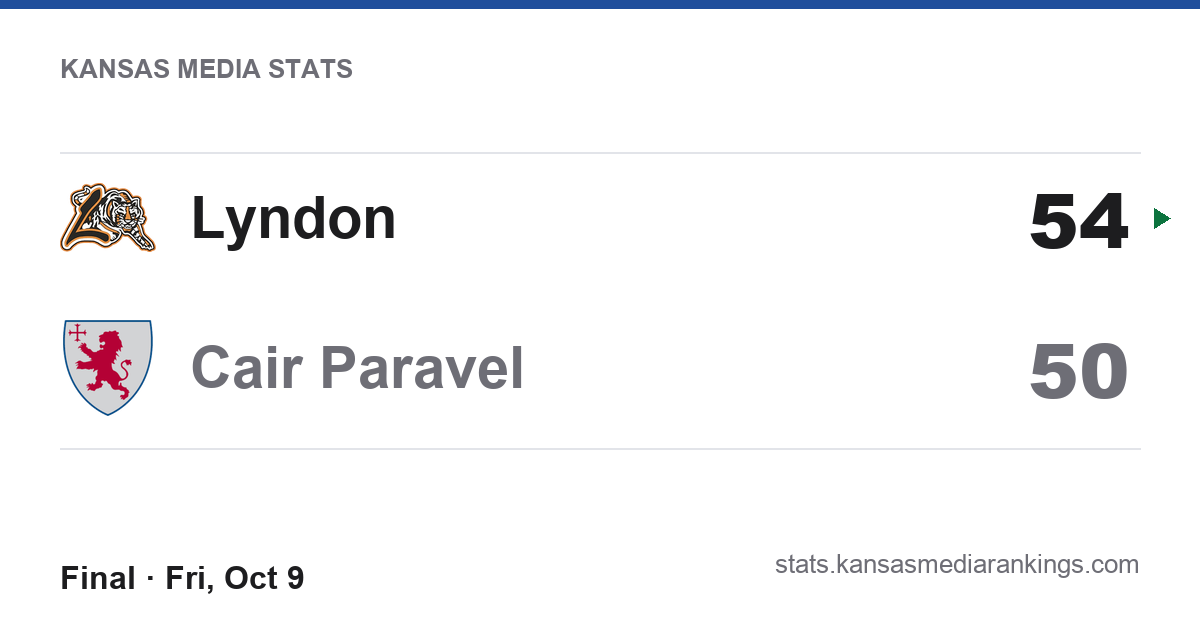 KANSAS MEDIA STATS
Lyndon 54
Cair Paravel 50
Final · Fri, Oct 9
stats.kansasmediarankings.com